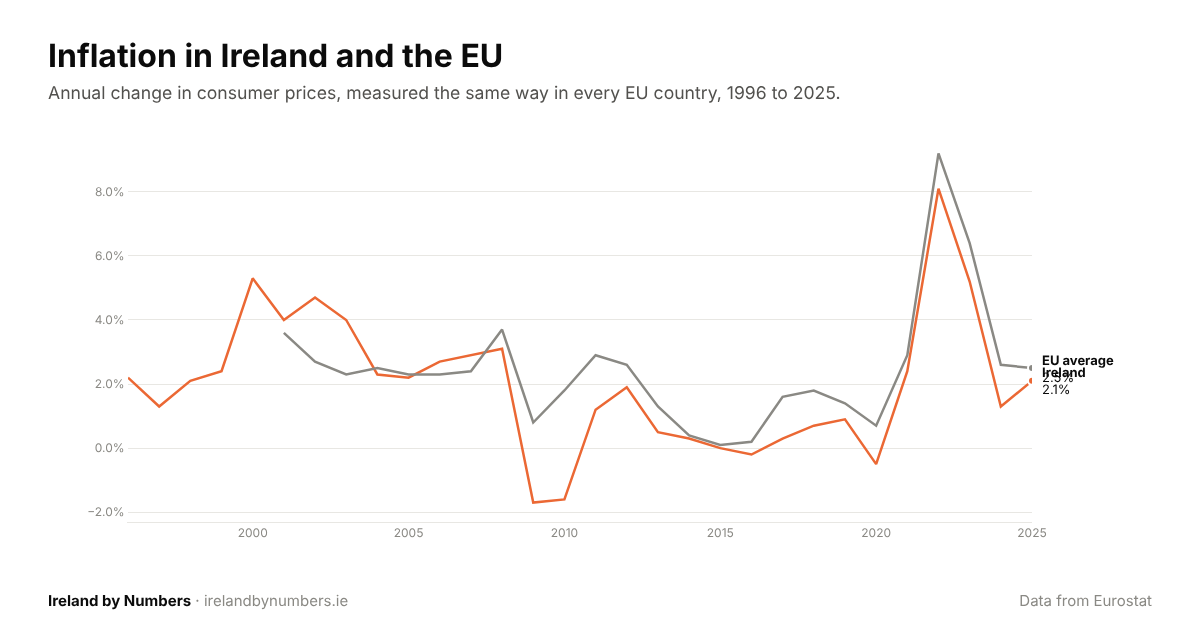 Inflation in Ireland and the EU
Annual change in consumer prices, measured the same way in every EU country, 1996 to 2025.
8.0%
6.0%
4.0%
2.0%
0.0%
−2.0%
EU average
Ireland
2.5%
2.1%
2000
2005
2010
2015
2020
2025
Ireland by Numbers · irelandbynumbers.ie
Data from Eurostat